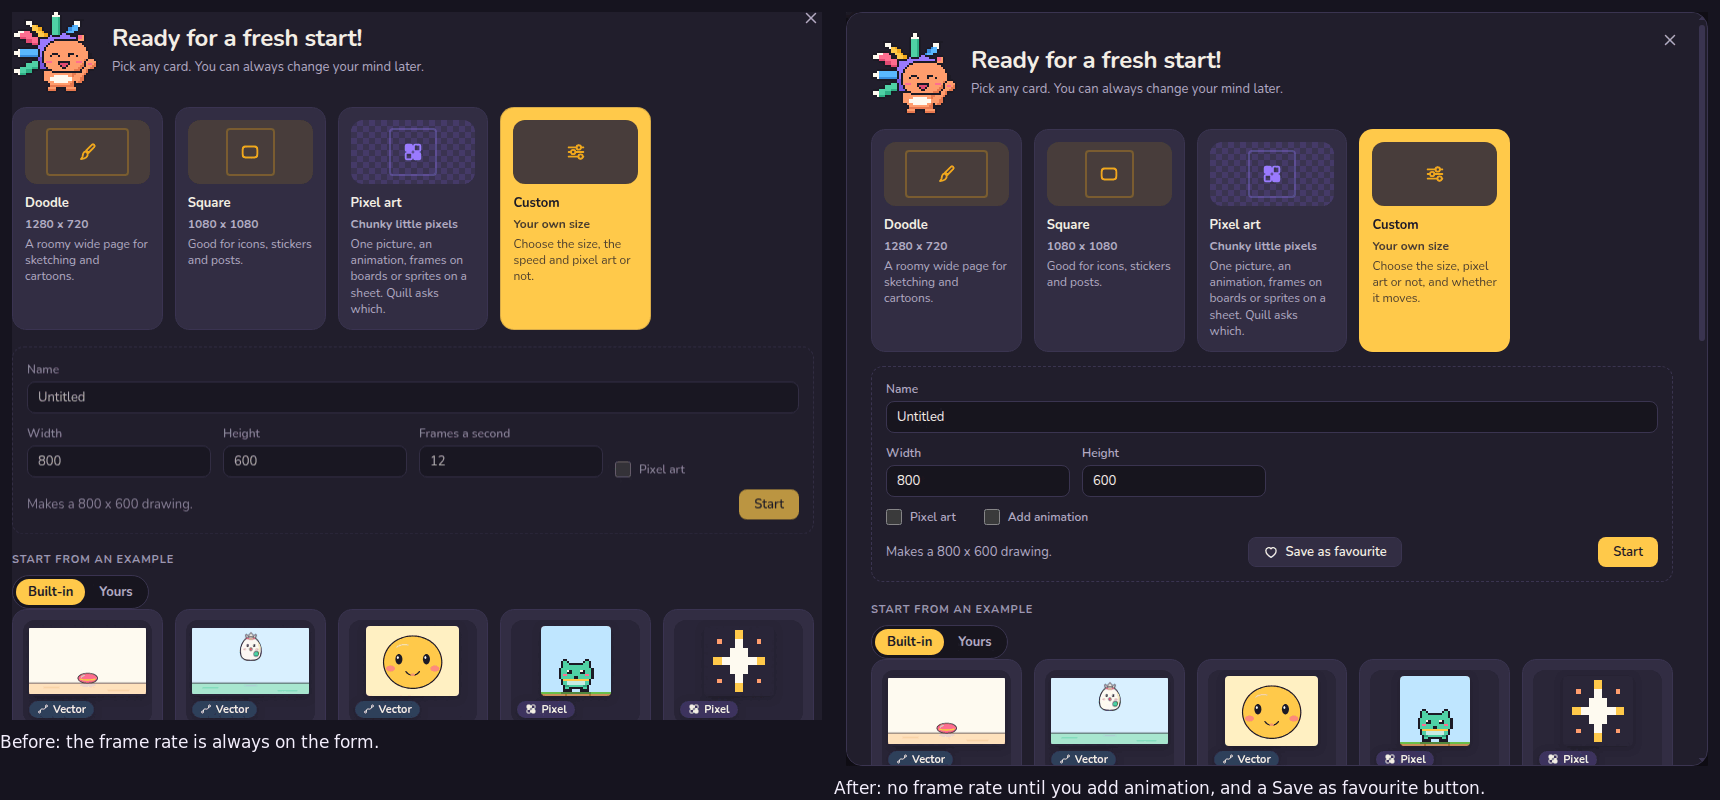 Ready for a fresh start!
Pick any card. You can always change your mind later.
Doodle
1280 x 720
A roomy wide page for
sketching and
cartoons.
Square
1080 x 1080
Good for icons, stickers
and posts.
Pixel art
Chunky little pixels
One picture, an
animation, frames on
boards or sprites on a
sheet. Quill asks
which.
Custom
Your own size
Choose the size, the
speed and pixel art or
not.
Name
Untitled
Width
Height
Frames a second
800
600
12
Pixel art
Makes a 800 x 600 drawing.
Start
START FROM AN EXAMPLE
Built-in
Yours
Vector
Vector
Vector
Pixel
Pixel
Before: the frame rate is always on the form.
Ready for a fresh start!
Pick any card. You can always change your mind later.
Doodle
1280 x 720
A roomy wide page for
sketching and
cartoons.
Square
1080 x 1080
Good for icons, stickers
and posts.
Pixel art
Chunky little pixels
One picture, an
animation, frames on
boards or sprites on a
sheet. Quill asks
which.
Custom
Your own size
Choose the size, pixel
art or not, and whether
it moves.
Name
Untitled
Width
Height
800
600
Pixel art
Add animation
Makes a 800 x 600 drawing.
Save as favourite
Start
START FROM AN EXAMPLE
Built-in
Yours
Vector
Vector
Vector
Pixel
Pixel
After: no frame rate until you add animation, and a Save as favourite button.